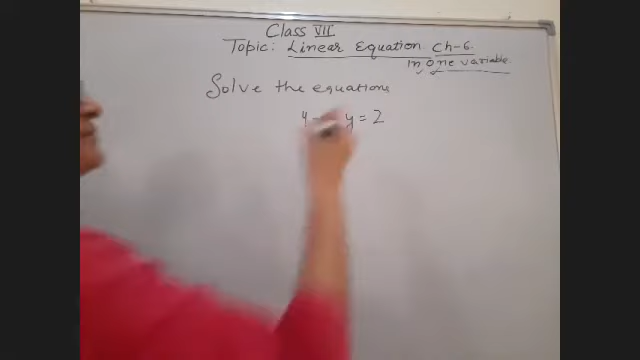 Class VII
Topic: Linear Equation Ch-6
in one variable
Solve the equations
y = 2